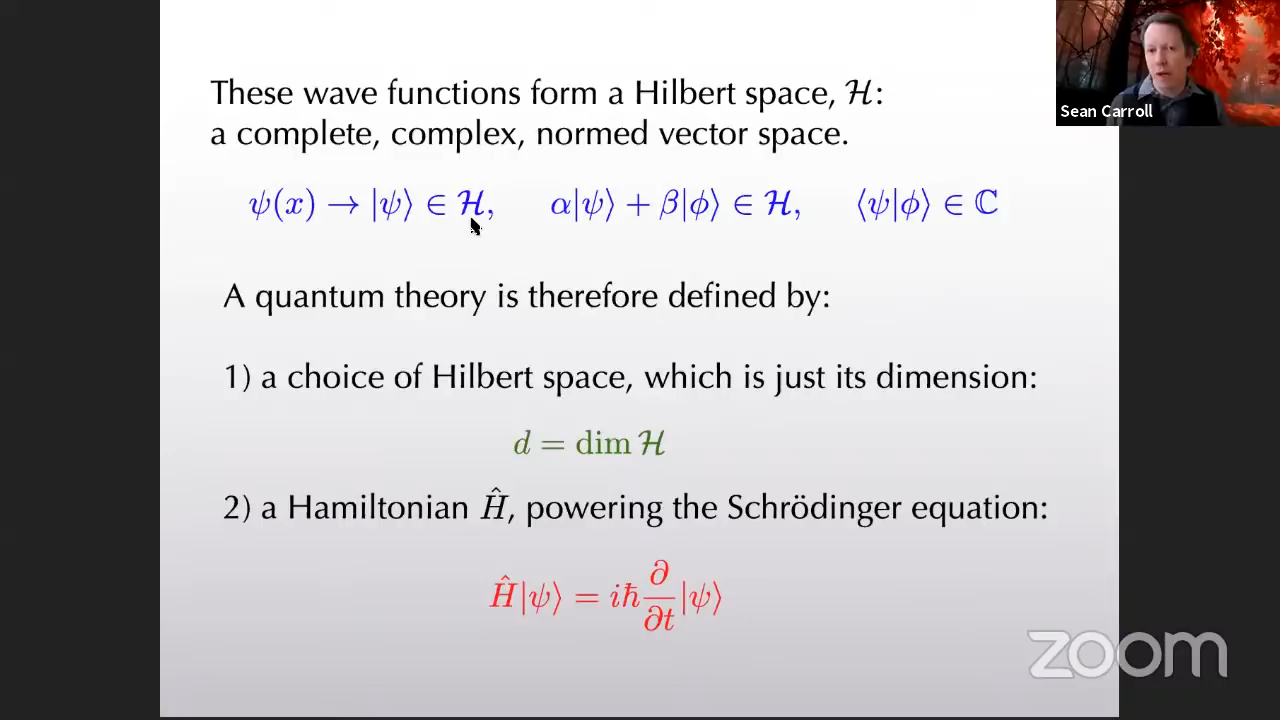 These wave functions form a Hilbert space, ℋ:
a complete, complex, normed vector space.
ψ(x) → |ψ⟩ ∈ ℋ, α|ψ⟩ + β|ϕ⟩ ∈ ℋ, ⟨ψ|ϕ⟩ ∈ ℂ
A quantum theory is therefore defined by:
1) a choice of Hilbert space, which is just its dimension:
d = dim ℋ
2) a Hamiltonian Ĥ, powering the Schrödinger equation:
Ĥ|ψ⟩ = iℏ ∂/∂t |ψ⟩
Sean Carroll
zoom